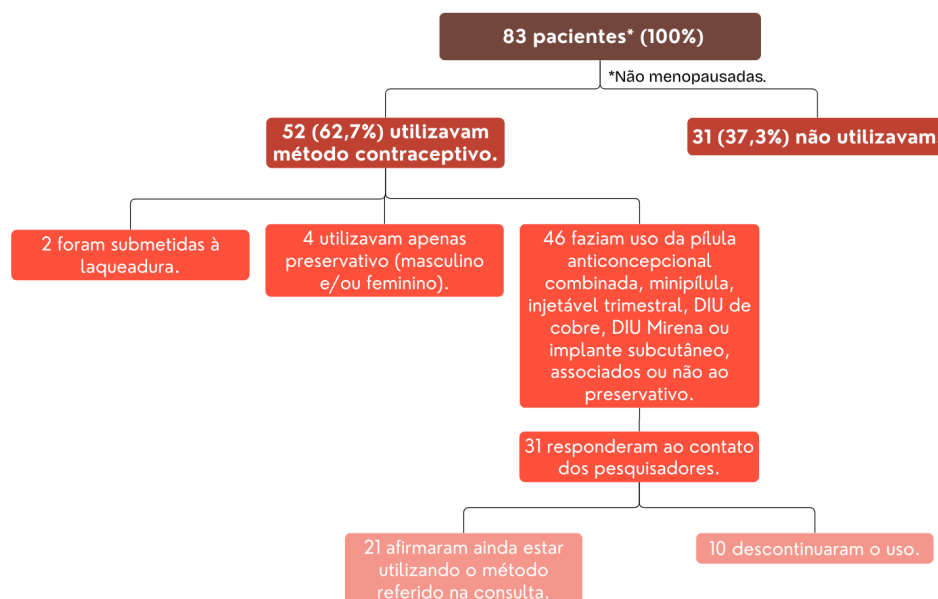 83 pacientes* (100%)
*Não menopausadas.
52 (62,7%) utilizavam
método contraceptivo.
31 (37,3%) não utilizavam.
2 foram submetidas à
laqueadura.
4 utilizavam apenas
preservativo (masculino
e/ou feminino).
46 faziam uso da pílula
anticoncepcional
combinada, minipílula,
injetável trimestral, DIU de
cobre, DIU Mirena ou
implante subcutâneo,
associados ou não ao
preservativo.
31 responderam ao contato
dos pesquisadores.
21 afirmaram ainda estar
utilizando o método
referido na consulta.
10 descontinuaram o uso.